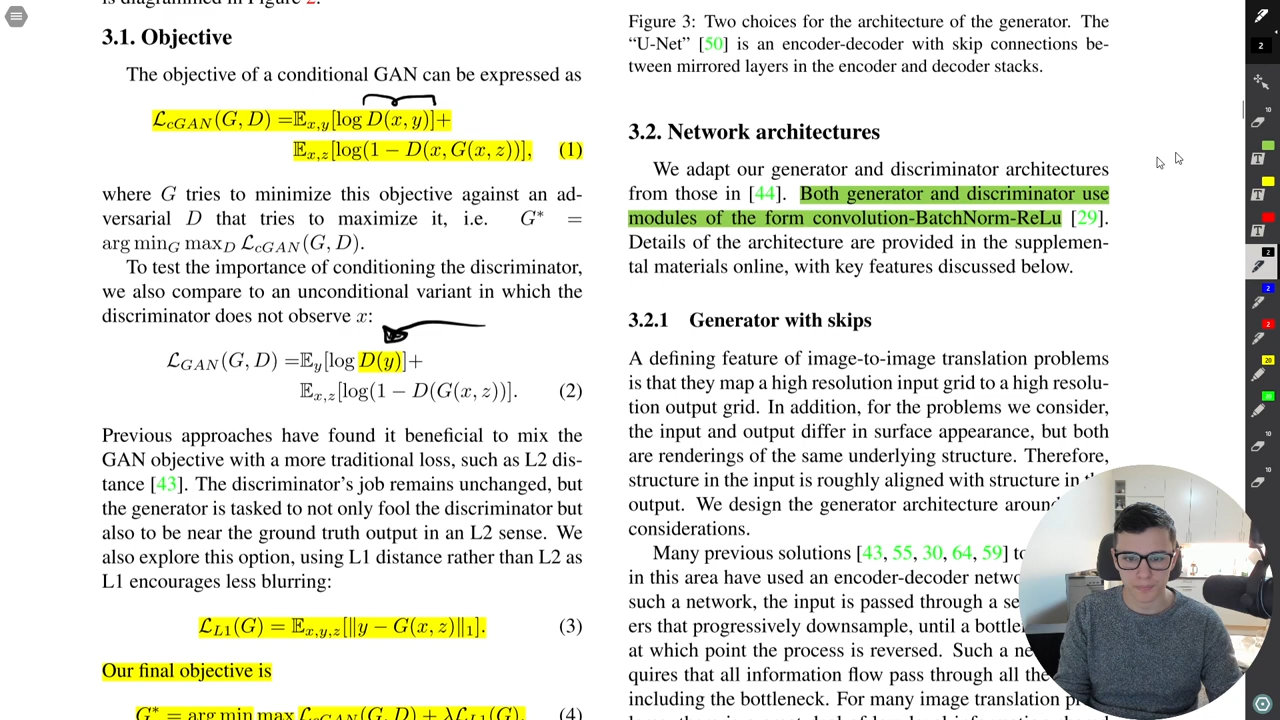 is diagrammed in Figure 2.
3.1. Objective
The objective of a conditional GAN can be expressed as
ℒcGAN(G, D) =𝔼x,y[log D(x, y)]+
𝔼x,z[log(1 − D(x, G(x, z))], (1)
where G tries to minimize this objective against an ad-
versarial D that tries to maximize it, i.e. G* =
arg minG maxD ℒcGAN(G, D).
To test the importance of conditioning the discriminator,
we also compare to an unconditional variant in which the
discriminator does not observe x:
ℒGAN(G, D) =𝔼y[log D(y)]+
𝔼x,z[log(1 − D(G(x, z))]. (2)
Previous approaches have found it beneficial to mix the
GAN objective with a more traditional loss, such as L2 dis-
tance [43]. The discriminator's job remains unchanged, but
the generator is tasked to not only fool the discriminator but
also to be near the ground truth output in an L2 sense. We
also explore this option, using L1 distance rather than L2 as
L1 encourages less blurring:
ℒL1(G) = 𝔼x,y,z[‖y − G(x, z)‖1]. (3)
Our final objective is
G* = arg min max ℒcGAN(G, D) + λℒL1(G). (4)
Figure 3: Two choices for the architecture of the generator. The
“U-Net” [50] is an encoder-decoder with skip connections be-
tween mirrored layers in the encoder and decoder stacks.
3.2. Network architectures
We adapt our generator and discriminator architectures
from those in [44]. Both generator and discriminator use
modules of the form convolution-BatchNorm-ReLu [29].
Details of the architecture are provided in the supplemen-
tal materials online, with key features discussed below.
3.2.1 Generator with skips
A defining feature of image-to-image translation problems
is that they map a high resolution input grid to a high resolu-
tion output grid. In addition, for the problems we consider,
the input and output differ in surface appearance, but both
are renderings of the same underlying structure. Therefore,
structure in the input is roughly aligned with structure in
output. We design the generator architecture aroun
considerations.
Many previous solutions [43, 55, 30, 64, 59] to
in this area have used an encoder-decoder netwo
such a network, the input is passed through a se
ers that progressively downsample, until a bottle
at which point the process is reversed. Such a ne
quires that all information flow pass through all the
including the bottleneck. For many image translation
2
10
T
T
T
2
2
2
20
30
10
10